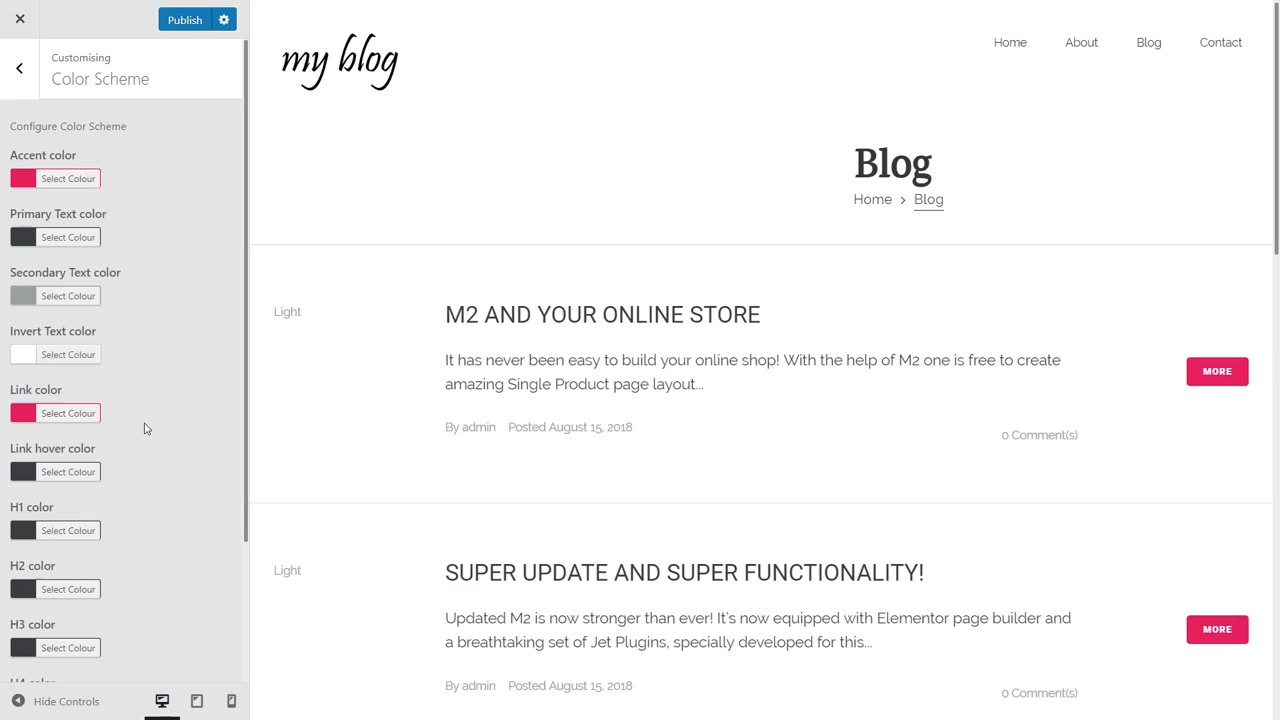 Publish
Customising
Color Scheme
Configure Color Scheme
Accent color
Select Colour
Primary Text color
Select Colour
Secondary Text color
Select Colour
Invert Text color
Select Colour
Link color
Select Colour
Link hover color
Select Colour
H1 color
Select Colour
H2 color
Select Colour
H3 color
Select Colour
H4 color
Hide Controls
my blog
Home About Blog Contact
Blog
Home > Blog
Light
M2 AND YOUR ONLINE STORE
It has never been easy to build your online shop! With the help of M2 one is free to create
amazing Single Product page layout...
MORE
By admin Posted August 15, 2018
0 Comment(s)
Light
SUPER UPDATE AND SUPER FUNCTIONALITY!
Updated M2 is now stronger than ever! It's now equipped with Elementor page builder and
a breathtaking set of Jet Plugins, specially developed for this...
MORE
By admin Posted August 15, 2018
0 Comment(s)